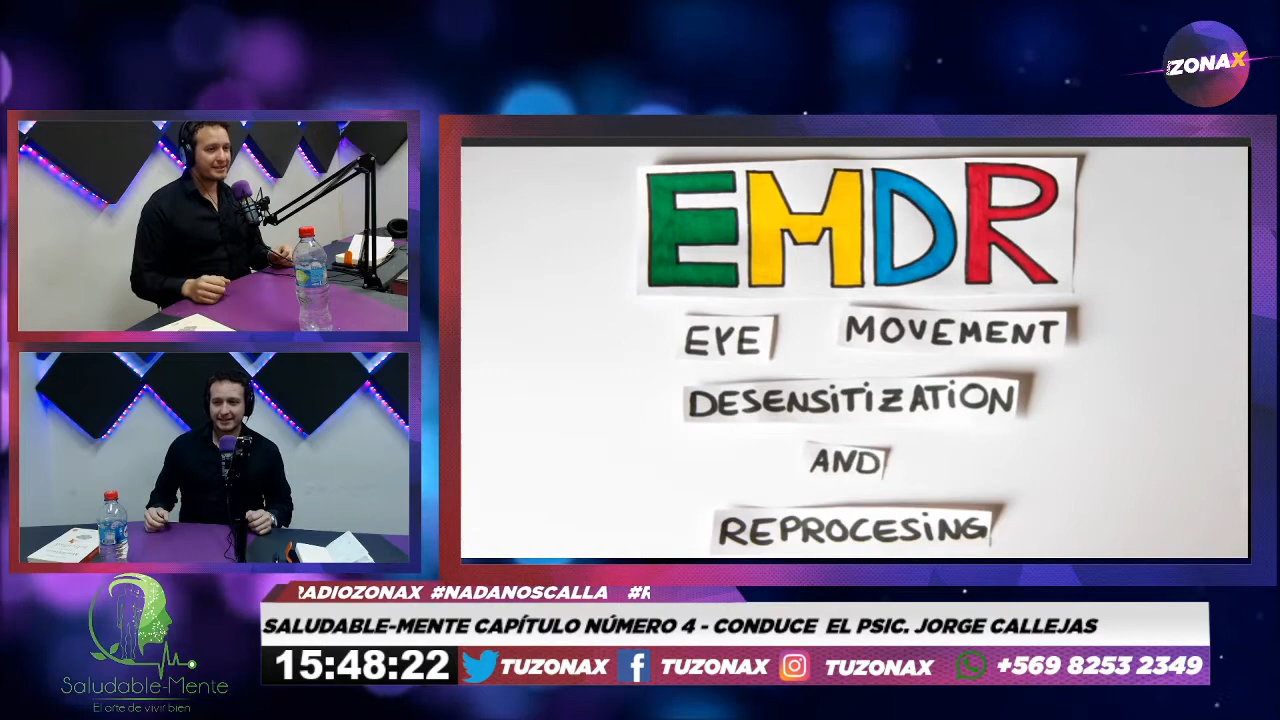 ZONAX
EMDR
EYE MOVEMENT
DESENSITIZATION
AND
REPROCESING
RADIOZONAX #NADANOSCALLA #R
SALUDABLE-MENTE CAPÍTULO NÚMERO 4 - CONDUCE EL PSIC. JORGE CALLEJAS
15:48:22 TUZONAX TUZONAX TUZONAX +569 8253 2349
Saludable-Mente
El arte de vivir bien